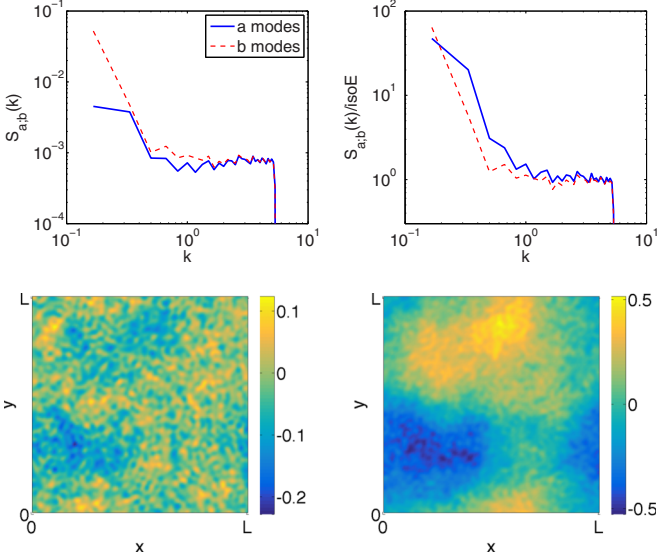 10^-1
a modes
b modes
10^-2
S_a;b(k)
10^-3
10^-4
10^-1
10^0
10^1
k
10^2
S_a;b(k)/isoE
10^1
10^0
10^-1
10^0
10^1
k
L
y
0
0
L
x
0.1
0
-0.1
-0.2
L
y
0
0
L
x
0.5
0
-0.5